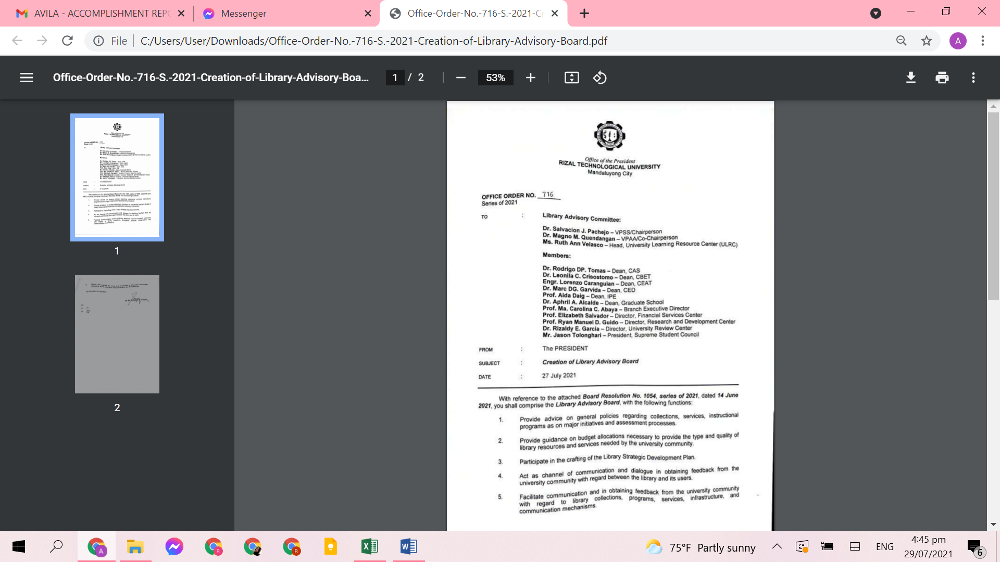 AVILA - ACCOMPLISHMENT REP
Messenger
Office-Order-No.-716-S.-2021-C
File
C:/Users/User/Downloads/Office-Order-No.-716-S.-2021-Creation-of-Library-Advisory-Board.pdf
A
Office-Order-No.-716-S.-2021-Creation-of-Library-Advisory-Boa...
1 / 2
53%
1
2
Office of the President
RIZAL TECHNOLOGICAL UNIVERSITY
Mandaluyong City
OFFICE ORDER NO. 716
Series of 2021
TO : Library Advisory Committee:
Dr. Salvacion J. Pachejo – VPSS/Chairperson
Dr. Magno M. Quendangan – VPAA/Co-Chairperson
Ms. Ruth Ann Velasco – Head, University Learning Resource Center (ULRC)
Members:
Dr. Rodrigo DP. Tomas – Dean, CAS
Dr. Leonila C. Crisostomo – Dean, CBET
Engr. Lorenzo Caranguian – Dean, CEAT
Dr. Marc DG. Garvida – Dean, CED
Prof. Aida Daig – Dean, IPE
Dr. Aphril A. Alcalde – Dean, Graduate School
Prof. Ma. Carolina C. Abaya – Branch Executive Director
Prof. Elizabeth Salvador – Director, Financial Services Center
Prof. Ryan Manuel D. Guido – Director, Research and Development Center
Dr. Rizaldy E. Garcia – Director, University Review Center
Mr. Jason Tolonghari – President, Supreme Student Council
FROM : The PRESIDENT
SUBJECT : Creation of Library Advisory Board
DATE : 27 July 2021
With reference to the attached Board Resolution No. 1054, series of 2021, dated 14 June
2021, you shall comprise the Library Advisory Board, with the following functions:
1. Provide advice on general policies regarding collections, services, instructional
programs as on major initiatives and assessment processes.
2. Provide guidance on budget allocations necessary to provide the type and quality of
library resources and services needed by the university community.
3. Participate in the crafting of the Library Strategic Development Plan.
4. Act as channel of communication and dialogue in obtaining feedback from the
university community with regard between the library and its users.
5. Facilitate communication and in obtaining feedback from the university community
with regard to library collections, programs, services, infrastructure, and
communication mechanisms.
75°F Partly sunny
ENG
4:45 pm
29/07/2021
6